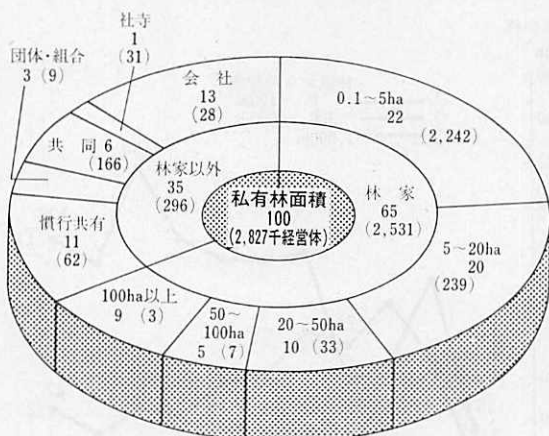 社寺
1
(31)
団体・組合
3 (9)
会社
13
(28)
0.1~5ha
22
(2,242)
共同 6
(166)
林家以外
35
(296)
私有林面積
100
(2,827千経営体)
林家
65
(2,531)
慣行共有
11
(62)
5~20ha
20
(239)
100ha以上
9 (3)
50~
100ha
5 (7)
20~50ha
10 (33)